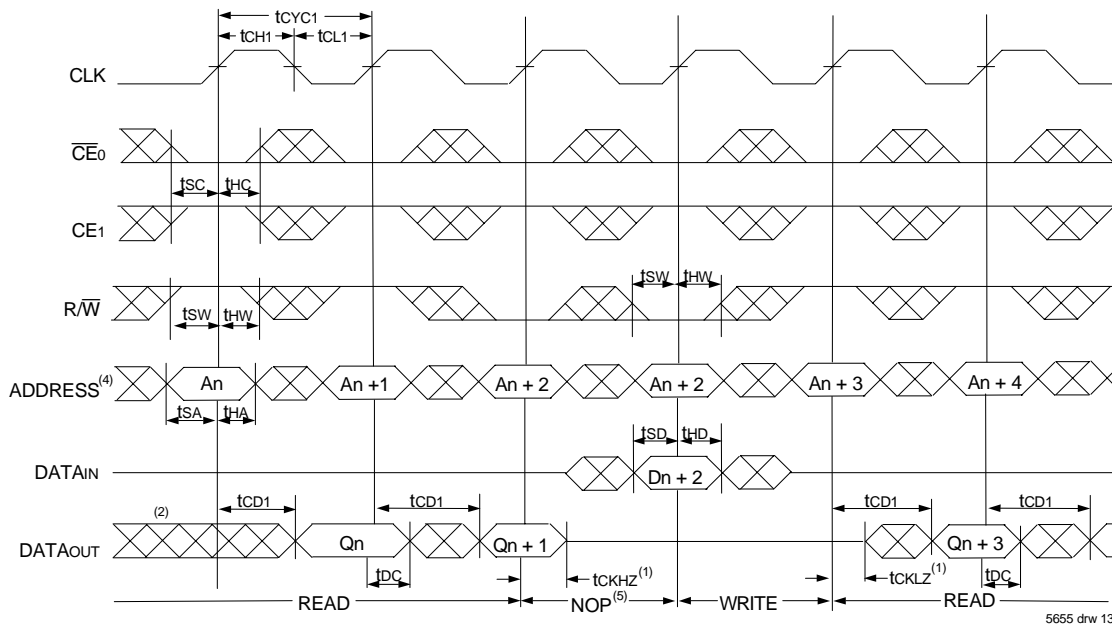 tCYC1
tCH1 tCL1
CLK
CE0
tSC tHC
CE1
tSW tHW
R/W
tSW tHW
ADDRESS(4) An An +1 An + 2 An + 2 An + 3 An + 4
tSA tHA
tSD tHD
DATAIN Dn + 2
(2) tCD1 tCD1 tCD1 tCD1
DATAOUT Qn Qn + 1 Qn + 3
tDC tCKHZ(1) tCKLZ(1) tDC
READ NOP(5) WRITE READ
5655 drw 13